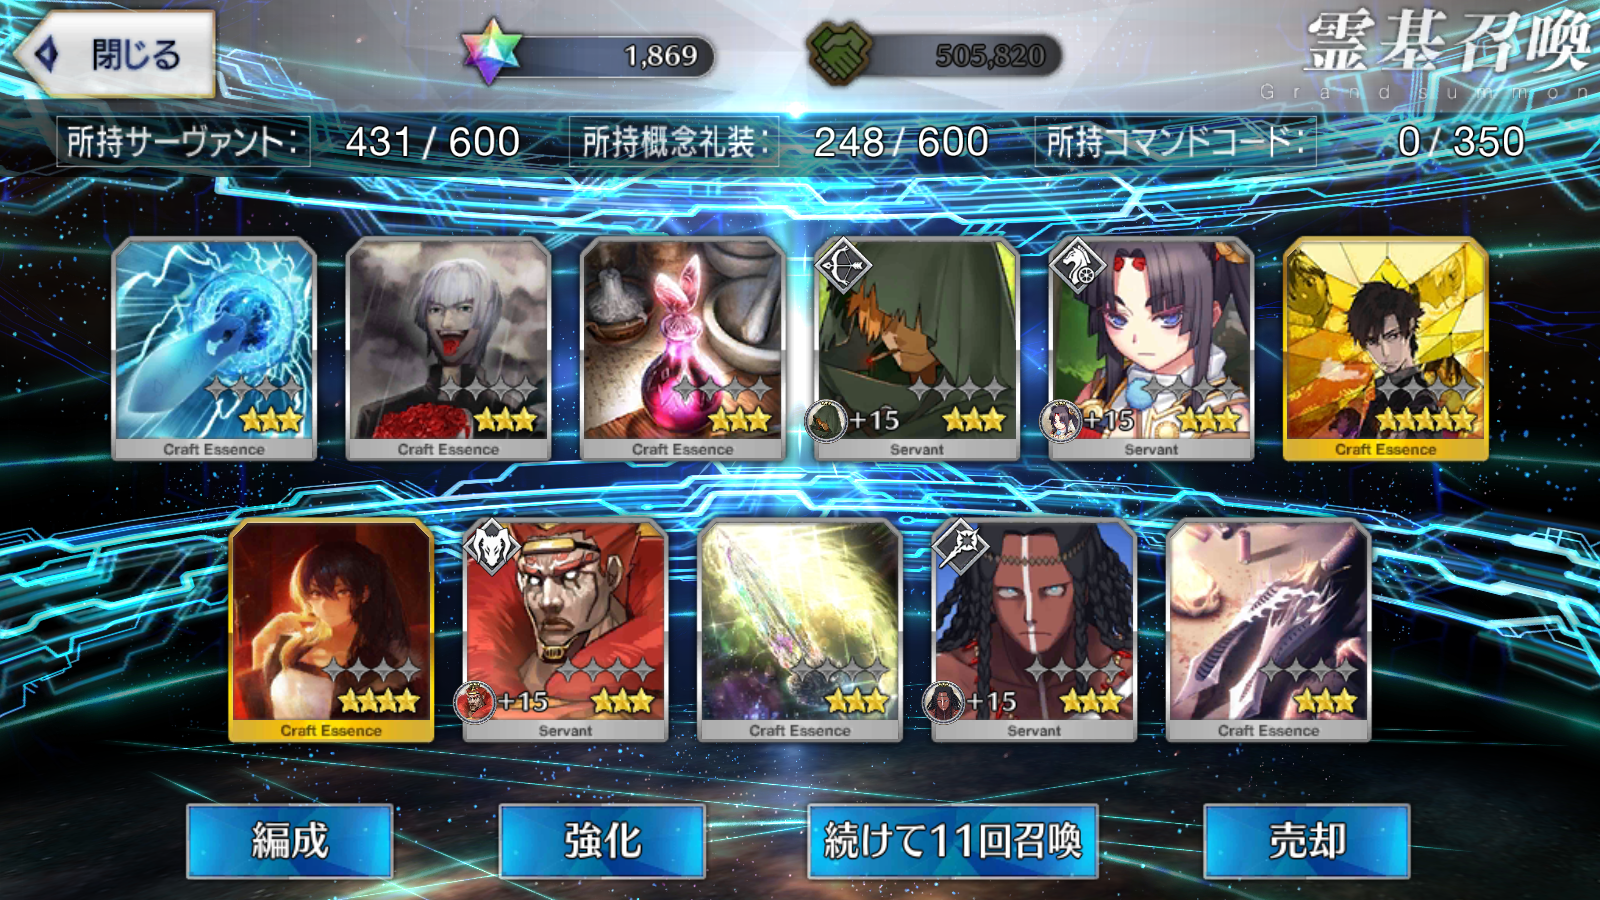 閉じる
1,869
505,820
霊基召喚
Grand summon
所持サーヴァント: 431 / 600
所持概念礼装: 248 / 600
所持コマンドコード: 0 / 350
Craft Essence
Craft Essence
Craft Essence
+15
Servant
+15
Servant
Craft Essence
Craft Essence
+15
Servant
Craft Essence
+15
Servant
Craft Essence
編成
強化
続けて11回召喚
売却